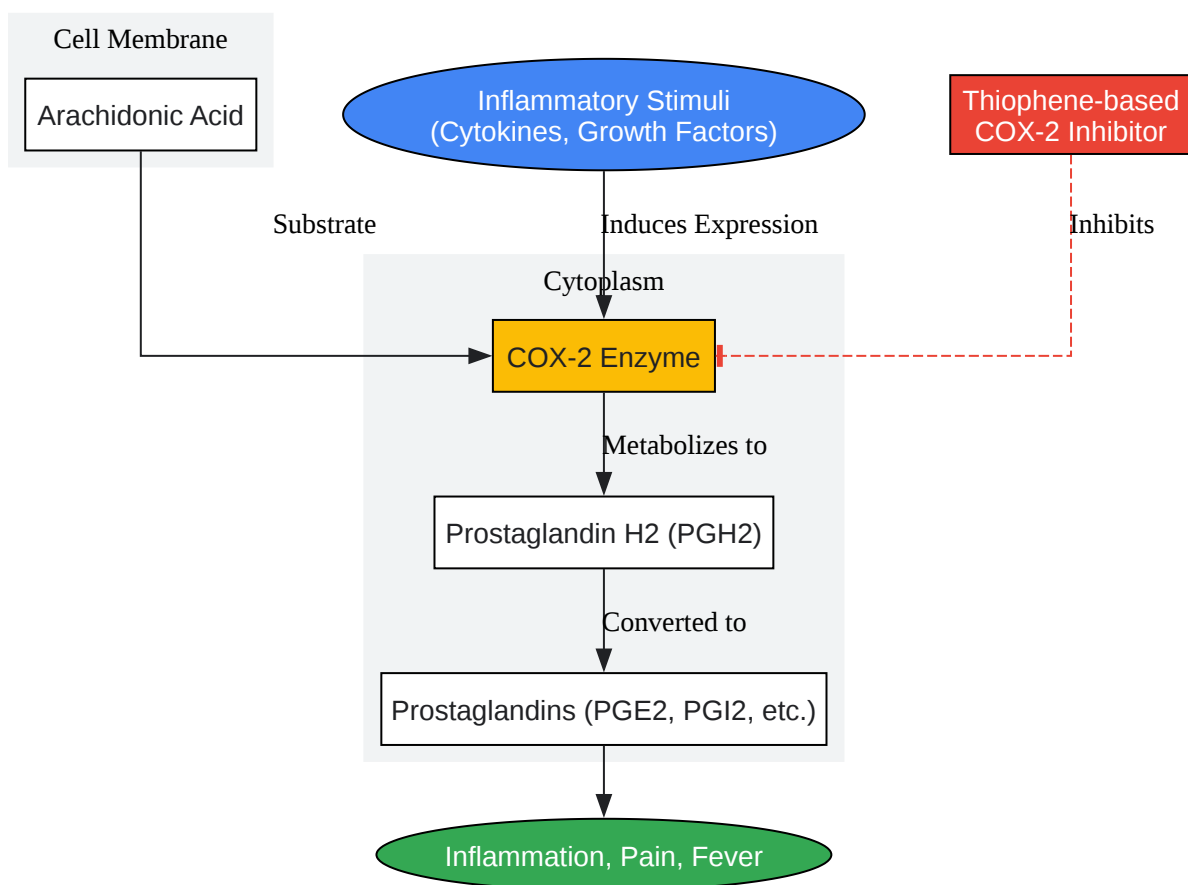 Cell Membrane
Arachidonic Acid
Inflammatory Stimuli
(Cytokines, Growth Factors)
Thiophene-based
COX-2 Inhibitor
Substrate
Induces Expression
Inhibits
Cytoplasm
COX-2 Enzyme
Metabolizes to
Prostaglandin H2 (PGH2)
Converted to
Prostaglandins (PGE2, PGI2, etc.)
Inflammation, Pain, Fever